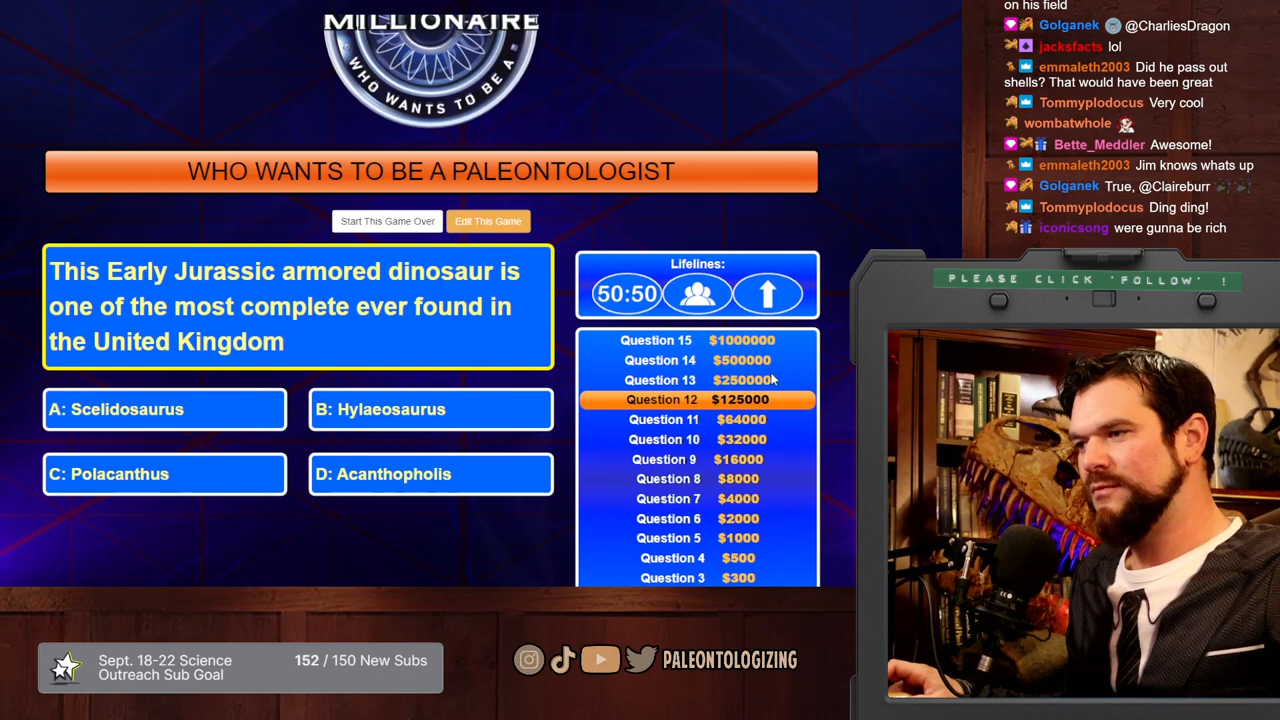 MILLIONAIRE
WHO WANTS TO BE A
WHO WANTS TO BE A PALEONTOLOGIST
Start This Game Over
Edit This Game
This Early Jurassic armored dinosaur is
one of the most complete ever found in
the United Kingdom
A: Scelidosaurus
B: Hylaeosaurus
C: Polacanthus
D: Acanthopholis
Lifelines:
50:50
Question 15 $1000000
Question 14 $500000
Question 13 $250000
Question 12 $125000
Question 11 $64000
Question 10 $32000
Question 9 $16000
Question 8 $8000
Question 7 $4000
Question 6 $2000
Question 5 $1000
Question 4 $500
Question 3 $300
on his field
Golganek @CharliesDragon
jacksfacts lol
emmaleth2003 Did he pass out
shells? That would have been great
Tommyplodocus Very cool
wombatwhole
Bette_Meddler Awesome!
emmaleth2003 Jim knows whats up
Golganek True, @Claireburr
Tommyplodocus Ding ding!
iconicsong were gunna be rich
PLEASE CLICK 'FOLLOW' !
Sept. 18-22 Science
Outreach Sub Goal
152 / 150 New Subs
PALEONTOLOGIZING